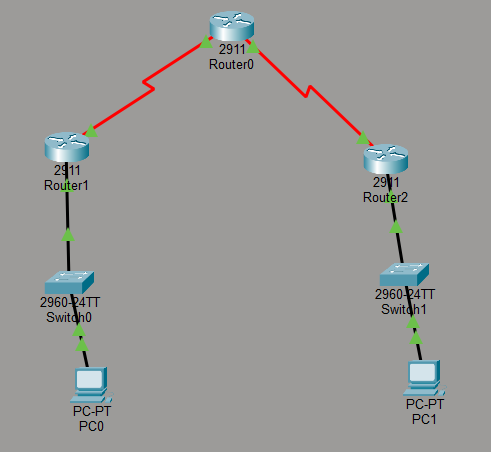 2911
Router0
2911
Router1
2911
Router2
2960-24TT
Switch0
2960-24TT
Switch1
PC-PT
PC0
PC-PT
PC1